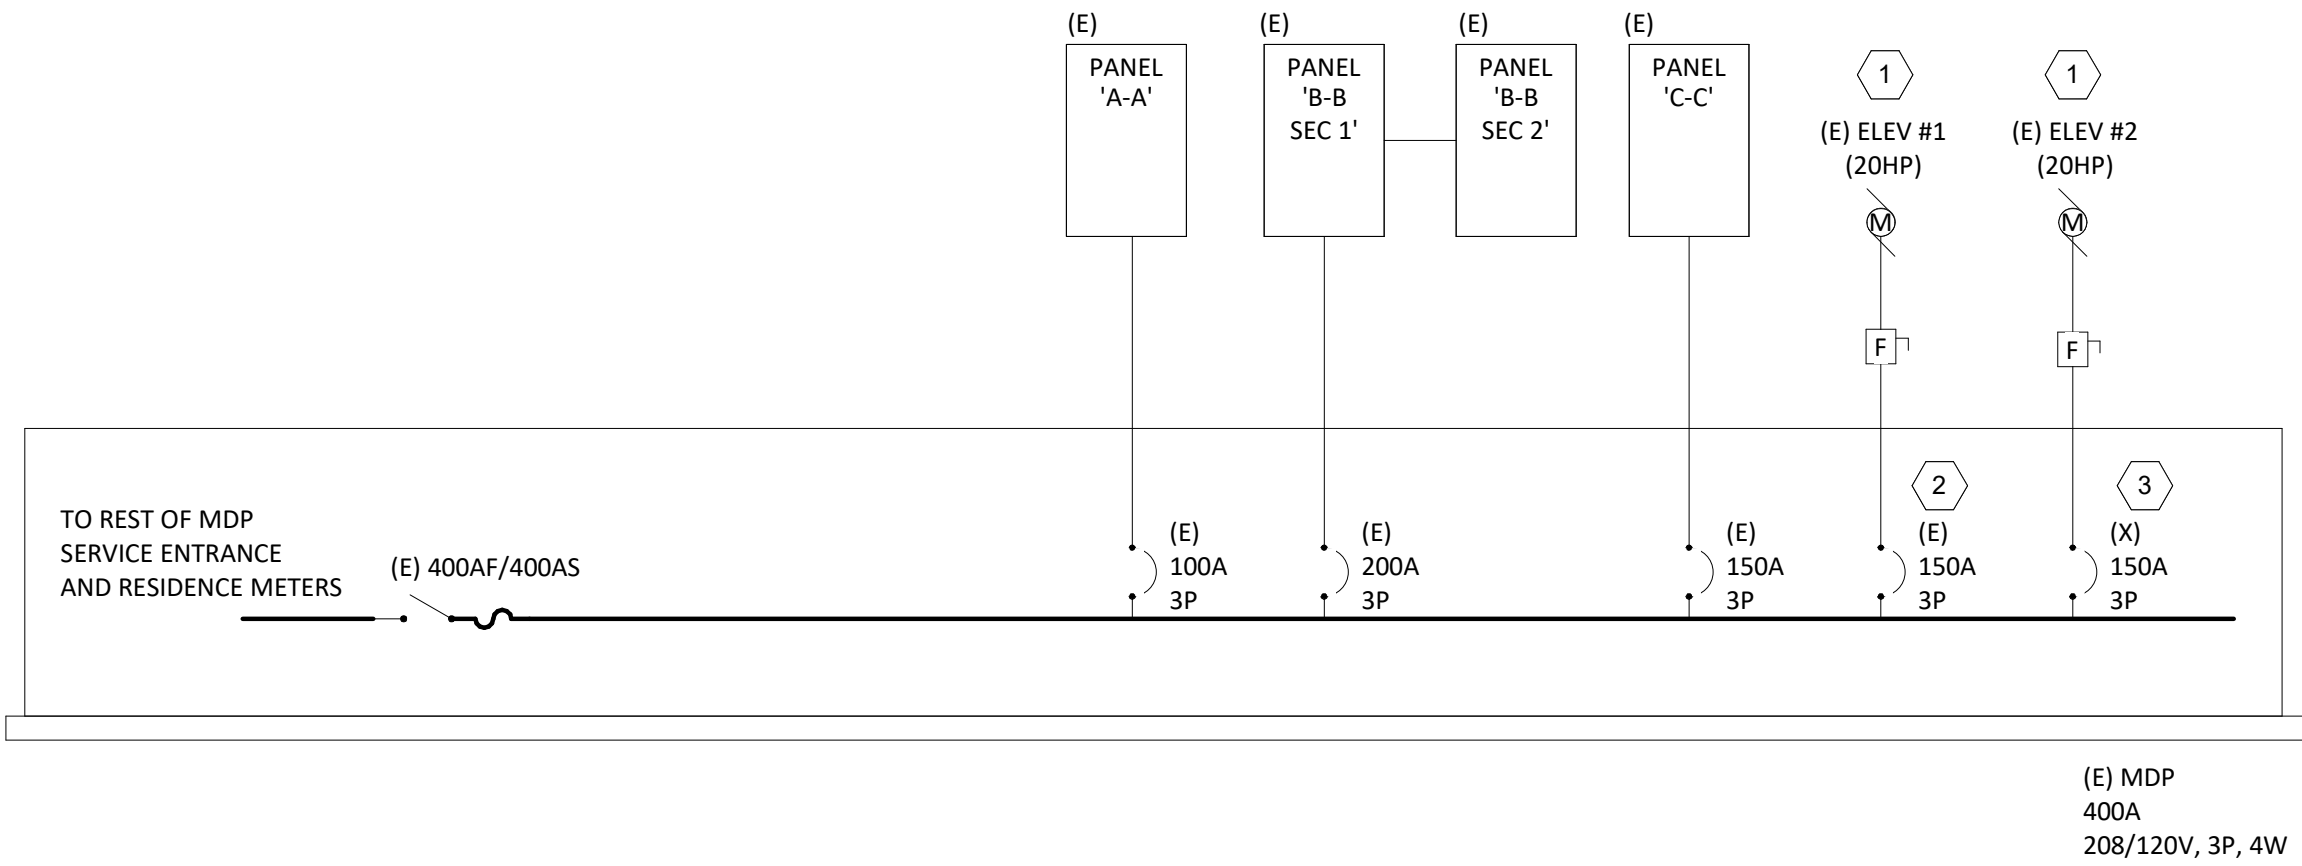 (E)
PANEL
'A-A'
(E)
PANEL
'B-B
SEC 1'
(E)
PANEL
'B-B
SEC 2'
(E)
PANEL
'C-C'
1
(E) ELEV #1
(20HP)
M
F
1
(E) ELEV #2
(20HP)
M
F
TO REST OF MDP
SERVICE ENTRANCE
AND RESIDENCE METERS
(E) 400AF/400AS
(E)
100A
3P
(E)
200A
3P
(E)
150A
3P
2
(E)
150A
3P
3
(X)
150A
3P
(E) MDP
400A
208/120V, 3P, 4W